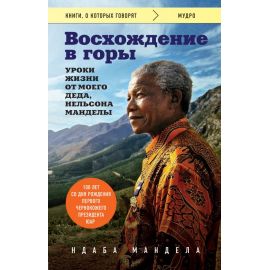 КНИГИ, О КОТОРЫХ ГОВОРЯТ
МУДРО
Восхождение
в горы
УРОКИ
ЖИЗНИ
ОТ МОЕГО
ДЕДА,
НЕЛЬСОНА
МАНДЕЛЫ
100 ЛЕТ
СО ДНЯ РОЖДЕНИЯ
ПЕРВОГО
ЧЕРНОКОЖЕГО
ПРЕЗИДЕНТА
ЮАР
НДАБА МАНДЕЛА